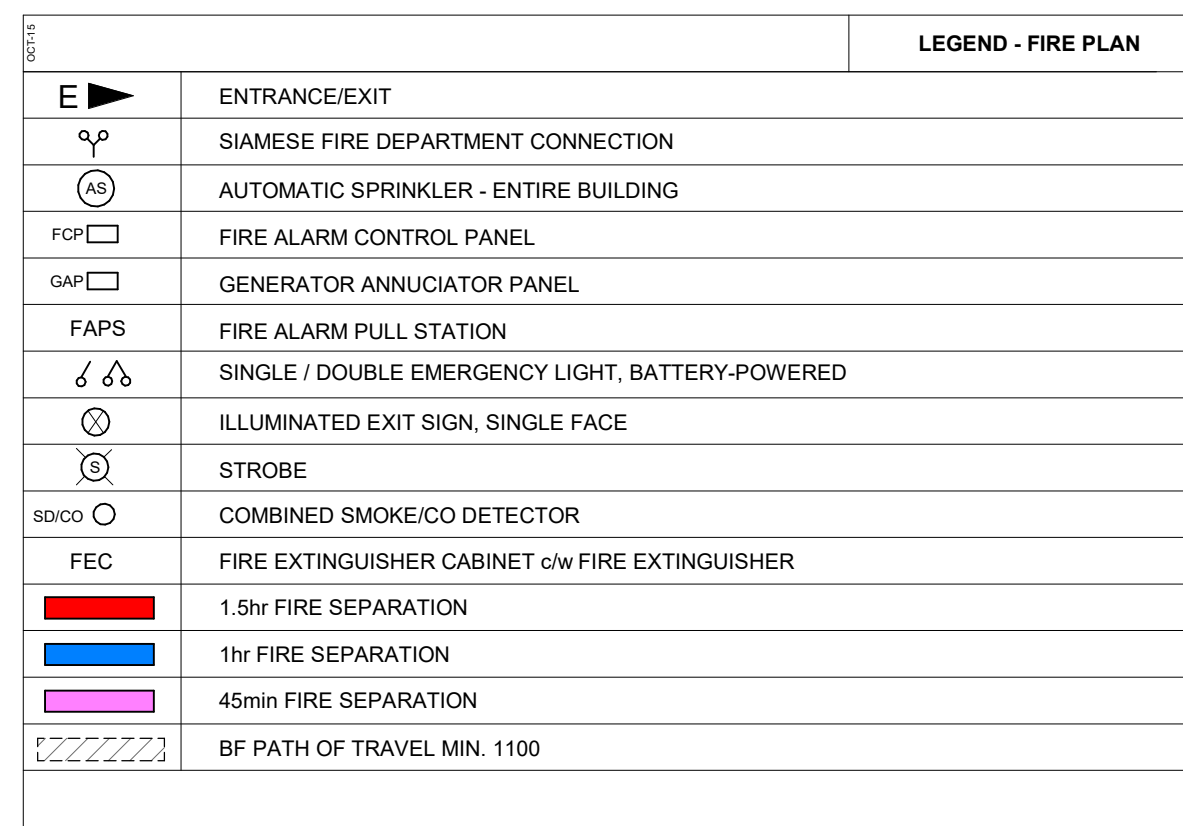 OCT-15
LEGEND - FIRE PLAN
E ENTRANCE/EXIT
SIAMESE FIRE DEPARTMENT CONNECTION
AS AUTOMATIC SPRINKLER - ENTIRE BUILDING
FCP FIRE ALARM CONTROL PANEL
GAP GENERATOR ANNUCIATOR PANEL
FAPS FIRE ALARM PULL STATION
SINGLE / DOUBLE EMERGENCY LIGHT, BATTERY-POWERED
ILLUMINATED EXIT SIGN, SINGLE FACE
S STROBE
SD/CO COMBINED SMOKE/CO DETECTOR
FEC FIRE EXTINGUISHER CABINET c/w FIRE EXTINGUISHER
1.5hr FIRE SEPARATION
1hr FIRE SEPARATION
45min FIRE SEPARATION
BF PATH OF TRAVEL MIN. 1100